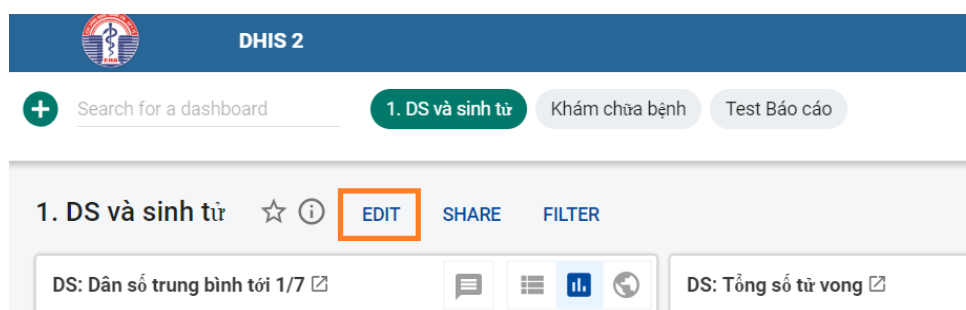 DHIS 2
Search for a dashboard 1. DS và sinh tử Khám chữa bệnh Test Báo cáo
1. DS và sinh tử EDIT SHARE FILTER
DS: Dân số trung bình tới 1/7 DS: Tổng số tử vong